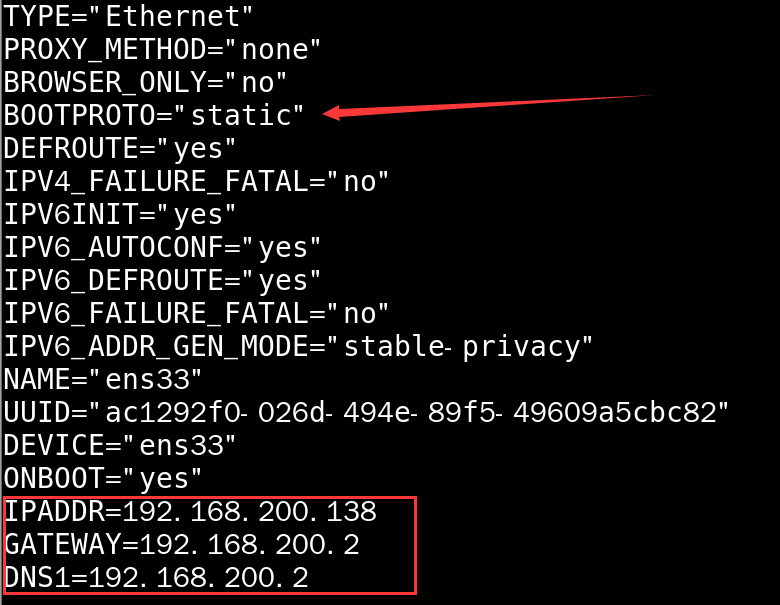 TYPE="Ethernet"
PROXY_METHOD="none"
BROWSER_ONLY="no"
BOOTPROTO="static"
DEFROUTE="yes"
IPV4_FAILURE_FATAL="no"
IPV6INIT="yes"
IPV6_AUTOCONF="yes"
IPV6_DEFROUTE="yes"
IPV6_FAILURE_FATAL="no"
IPV6_ADDR_GEN_MODE="stable-privacy"
NAME="ens33"
UUID="ac1292f0-026d-494e-89f5-49609a5cbc82"
DEVICE="ens33"
ONBOOT="yes"
IPADDR=192.168.200.138
GATEWAY=192.168.200.2
DNS1=192.168.200.2